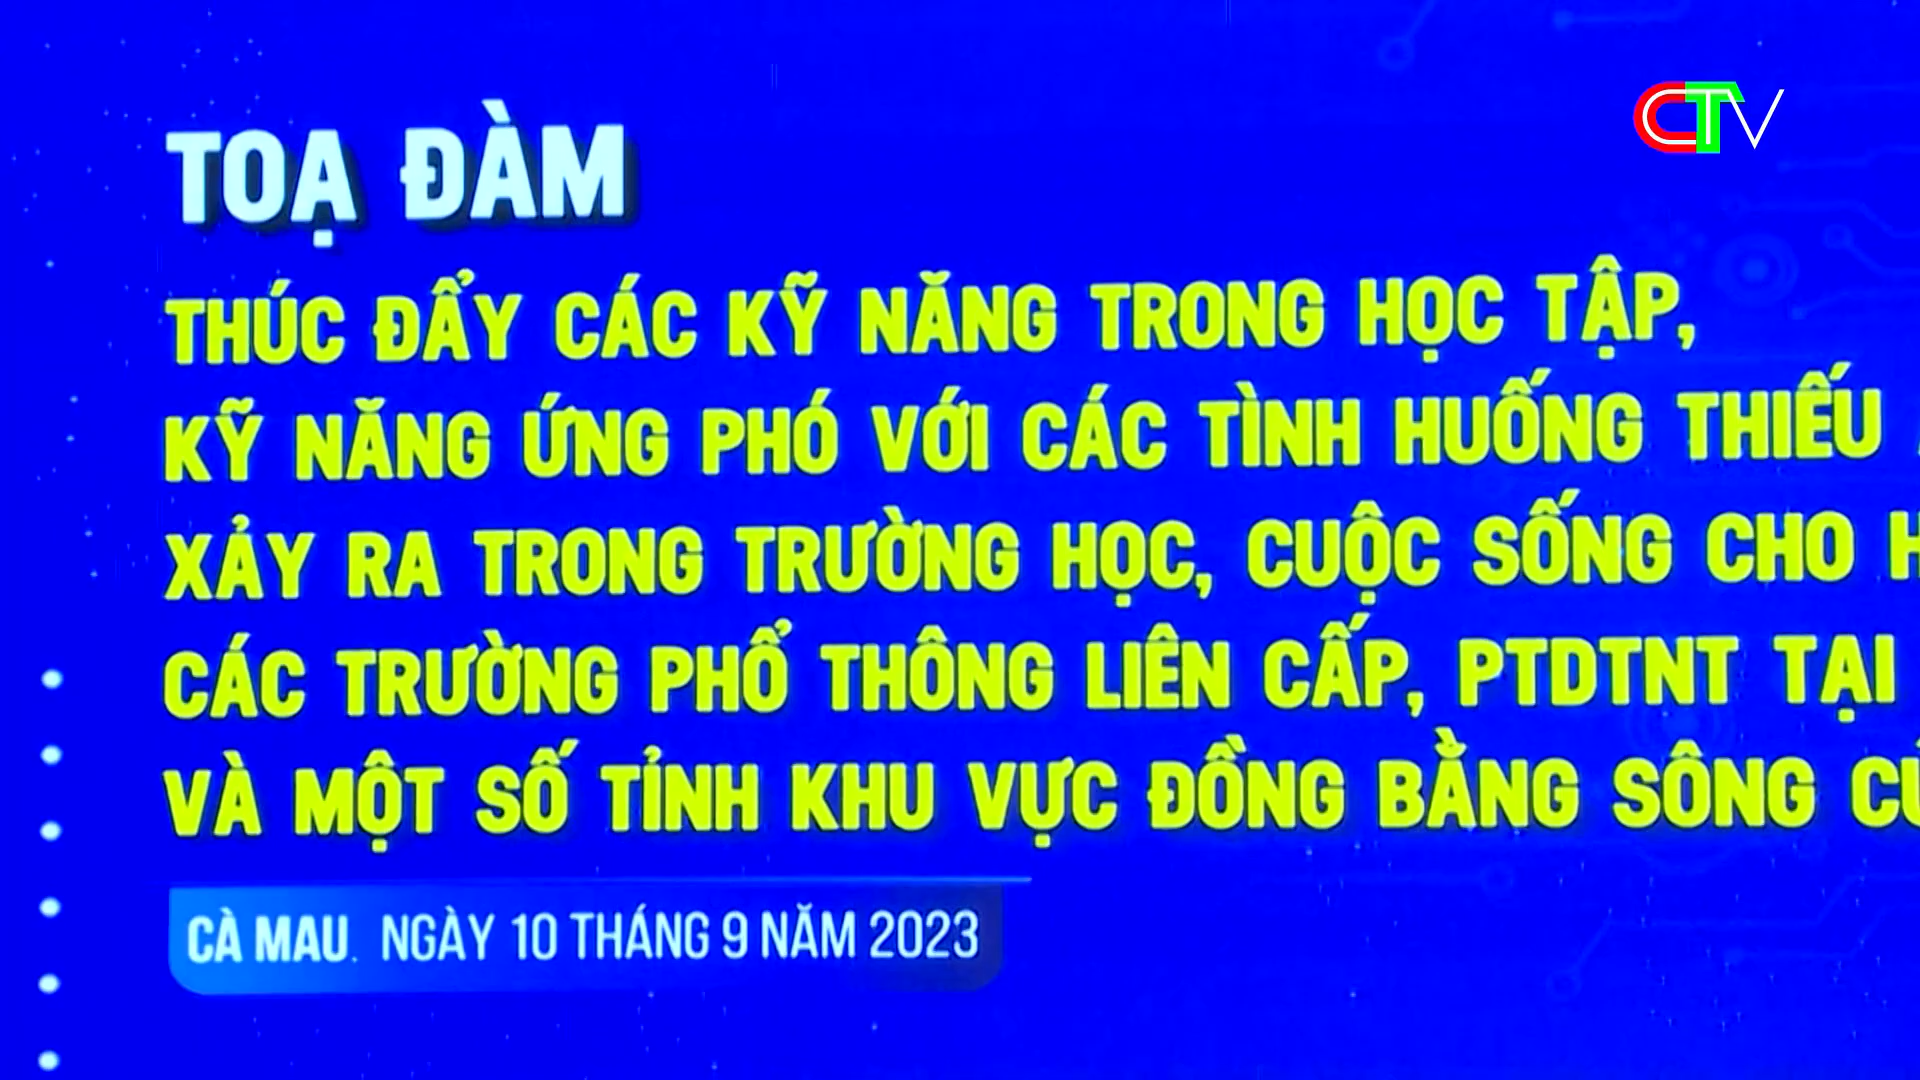 CTV
TOẠ ĐÀM
THÚC ĐẨY CÁC KỸ NĂNG TRONG HỌC TẬP,
KỸ NĂNG ỨNG PHÓ VỚI CÁC TÌNH HUỐNG THIẾU
XẢY RA TRONG TRƯỜNG HỌC, CUỘC SỐNG CHO
CÁC TRƯỜNG PHỔ THÔNG LIÊN CẤP, PTDTNT TẠI
VÀ MỘT SỐ TỈNH KHU VỰC ĐỒNG BẰNG SÔNG
CÀ MAU. NGÀY 10 THÁNG 9 NĂM 2023